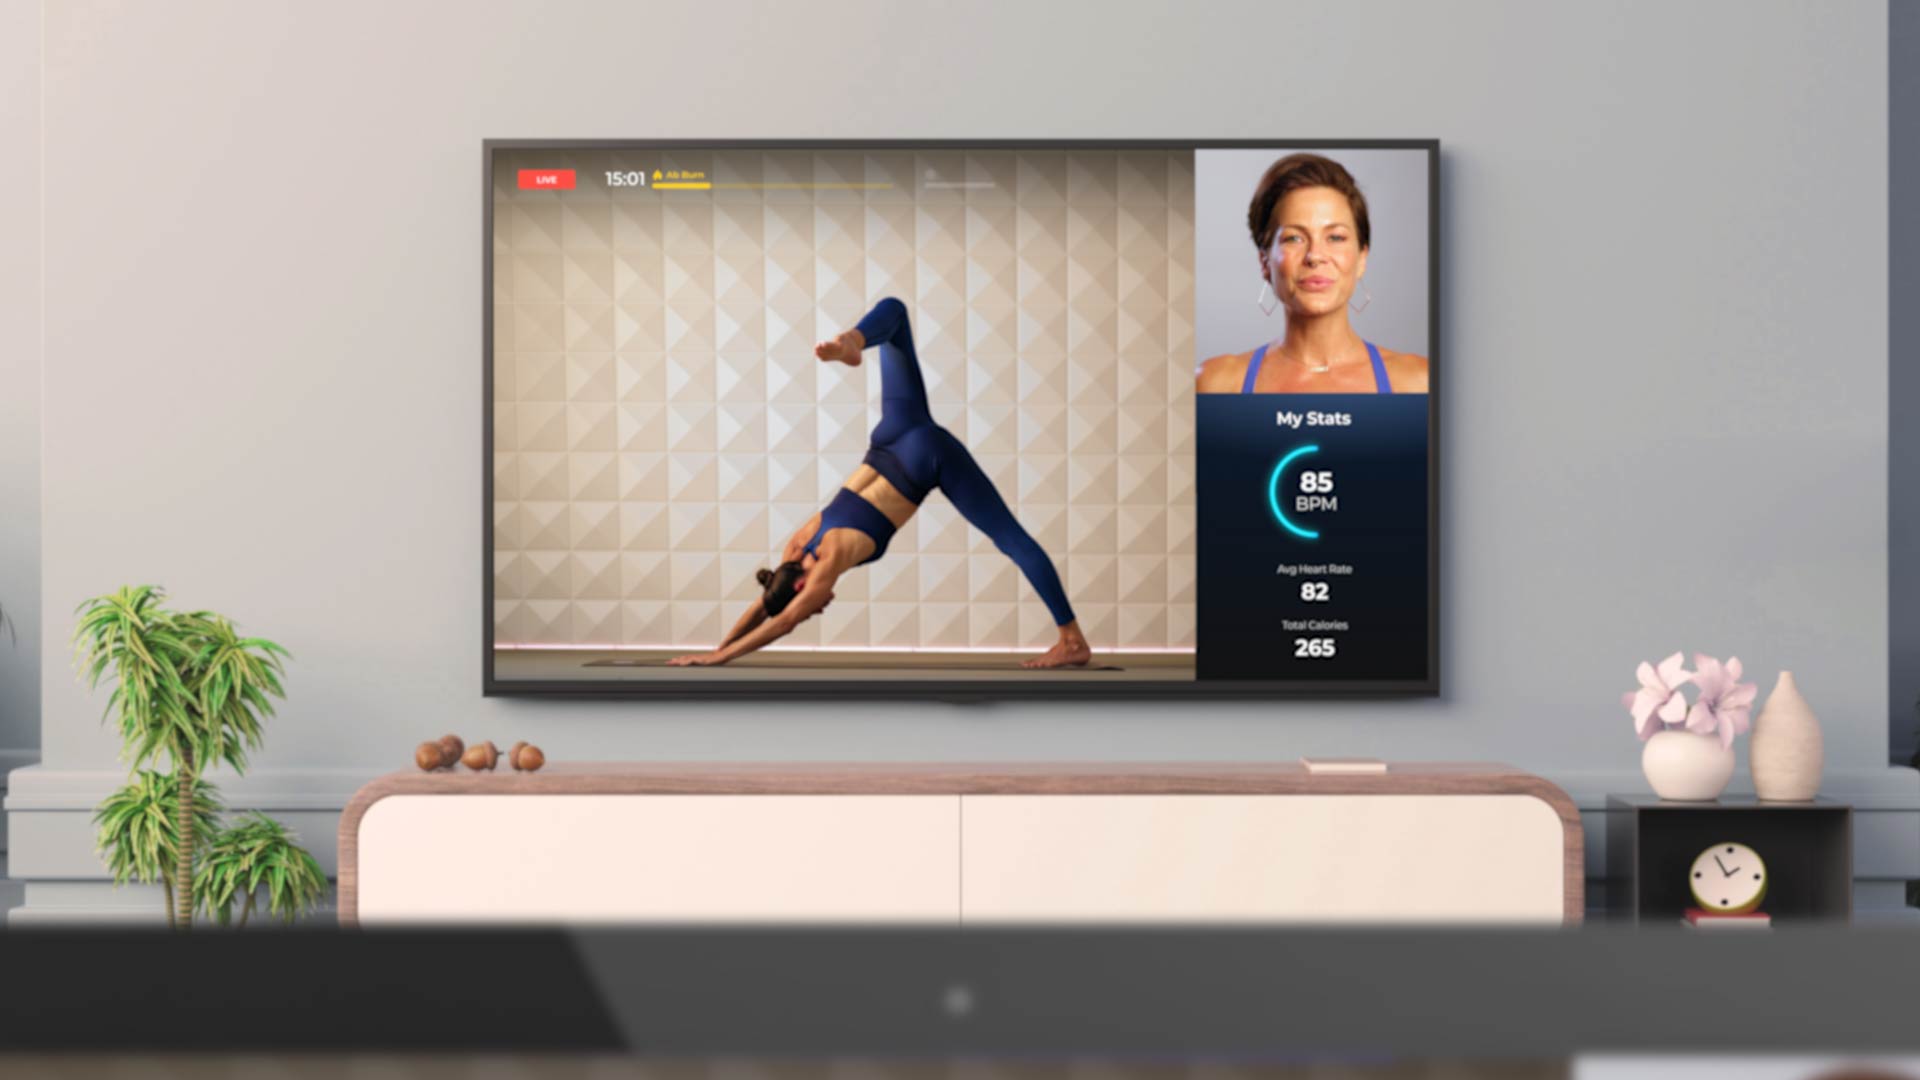 LIVE
15:01 Ab Burn
My Stats
85
BPM
Avg Heart Rate
82
Total Calories
265